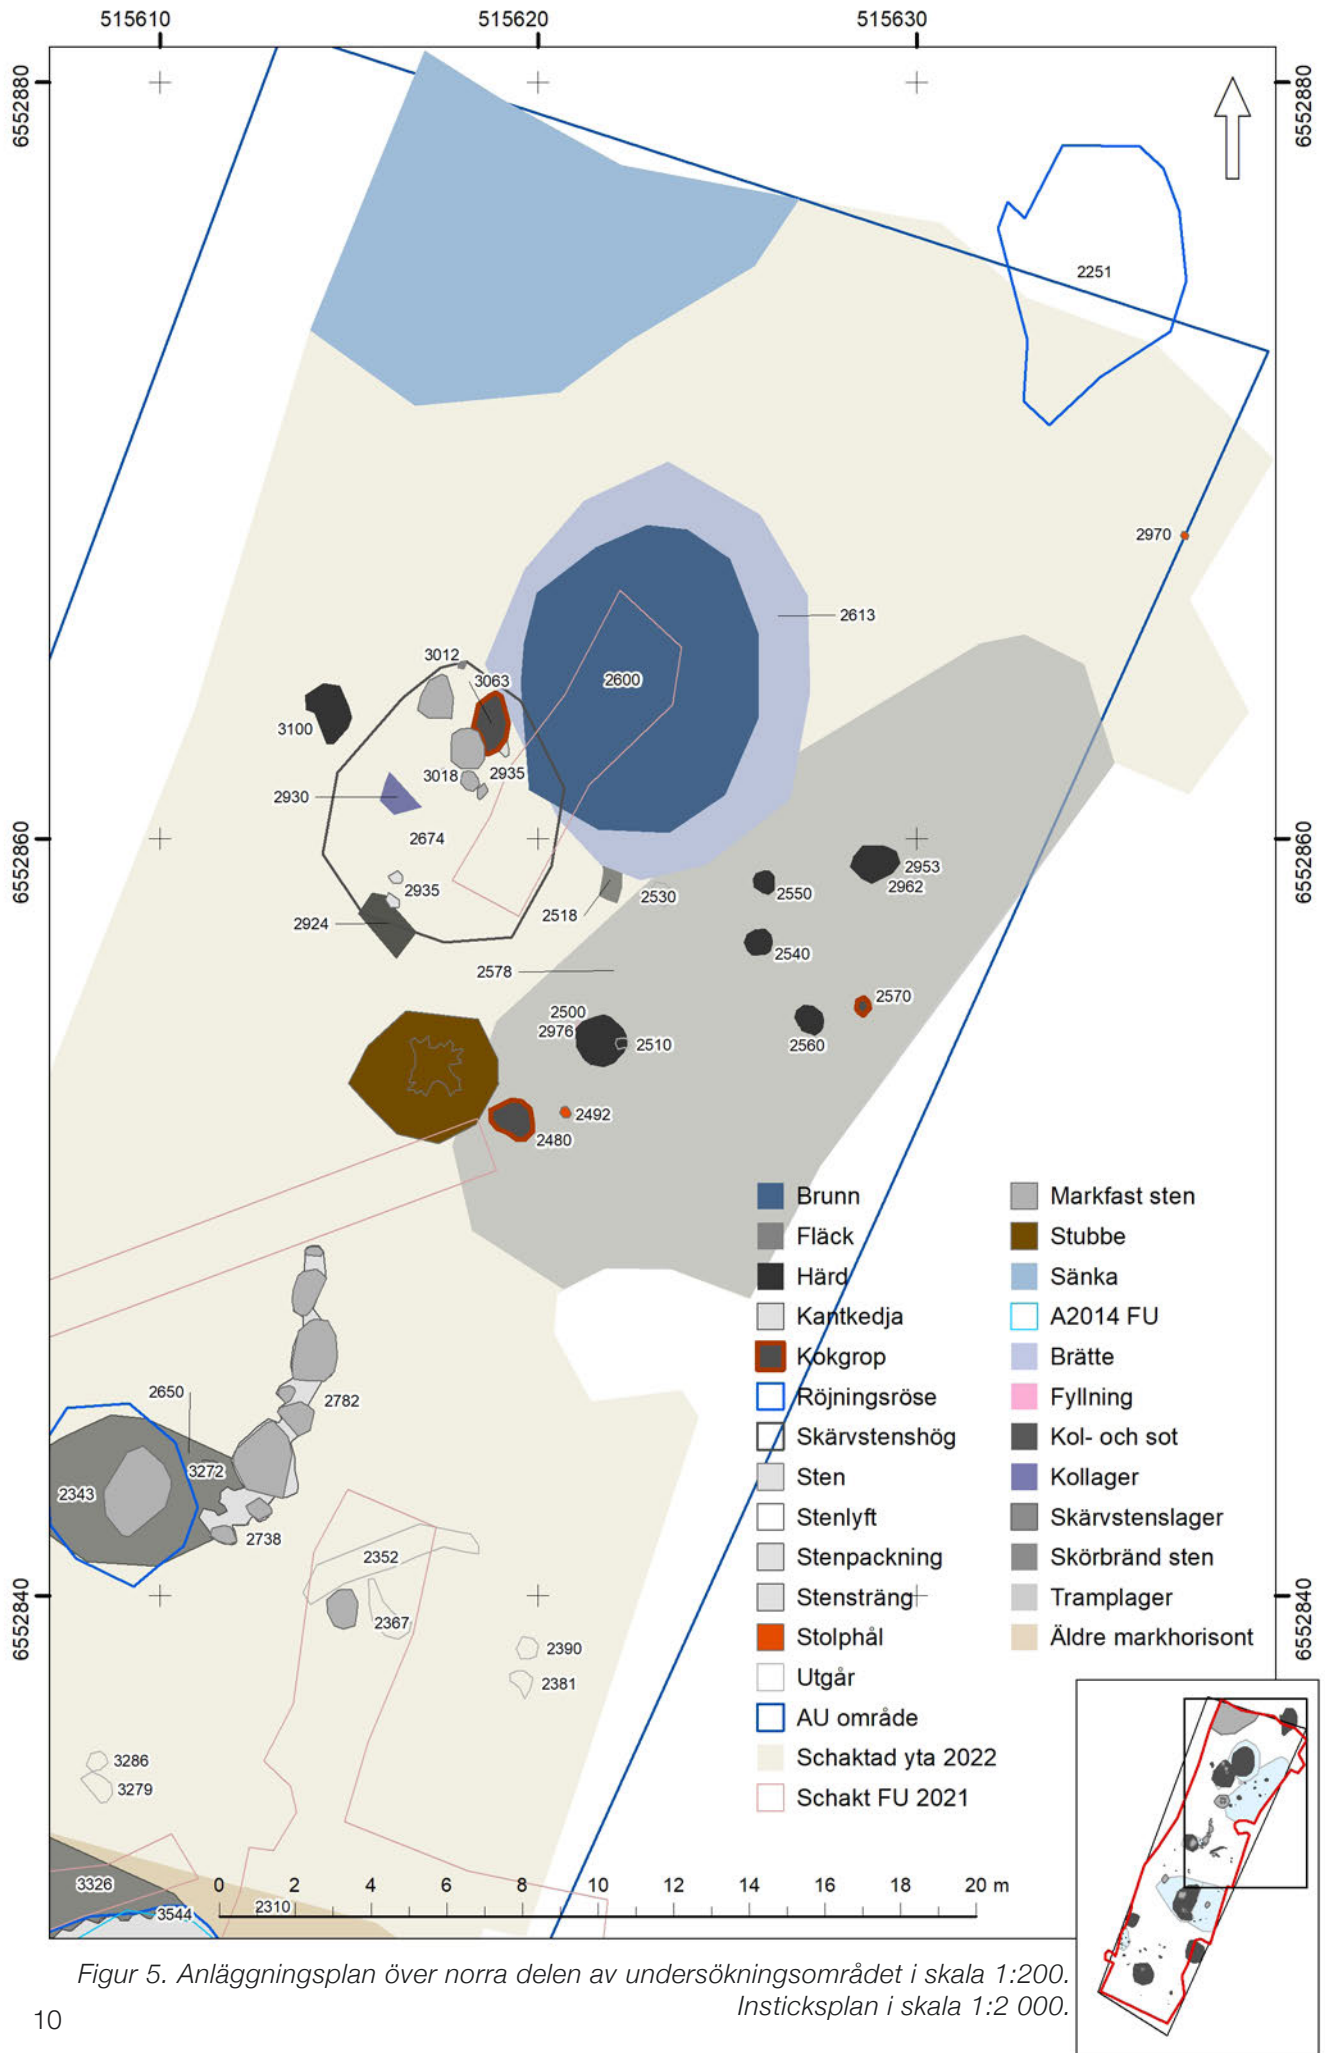 515610
515620
515630
6552880
6552880
2251
2970
2613
3012
3063
2600
3100
3018
2935
2930
2674
6552860
6552860
2953
2962
2935
2550
2530
2518
2924
2540
2578
2570
2500
2976
2510
2560
2492
2480
2650
2782
3272
2343
2738
2352
2367
6552840
6552840
2390
2381
3286
3279
3326
3544
2310
Brunn
Fläck
Härd
Kantkedja
Kokgrop
Röjningsröse
Skärvstenshög
Sten
Stenlyft
Stenpackning
Stensträng
Stolphål
Utgår
AU område
Schaktad yta 2022
Schakt FU 2021
Markfast sten
Stubbe
Sänka
A2014 FU
Brätte
Fyllning
Kol- och sot
Kollager
Skärvstenslager
Skörbränd sten
Tramplager
Äldre markhorisont
0 2 4 6 8 10 12 14 16 18 20 m
Figur 5. Anläggningsplan över norra delen av undersökningsområdet i skala 1:200.
Insticksplan i skala 1:2 000.
10